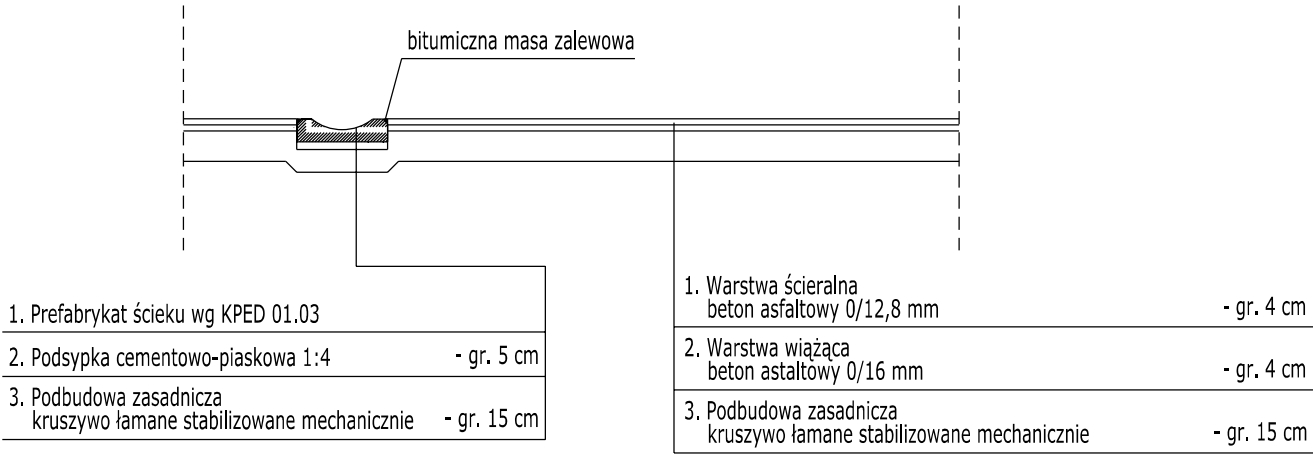 bitumiczna masa zalewowa
1. Prefabrykat ścieku wg KPED 01.03
2. Podsypka cementowo-piaskowa 1:4 - gr. 5 cm
3. Podbudowa zasadnicza
kruszywo łamane stabilizowane mechanicznie - gr. 15 cm
1. Warstwa ścieralna
beton asfaltowy 0/12,8 mm - gr. 4 cm
2. Warstwa wiążąca
beton astaltowy 0/16 mm - gr. 4 cm
3. Podbudowa zasadnicza
kruszywo łamane stabilizowane mechanicznie - gr. 15 cm